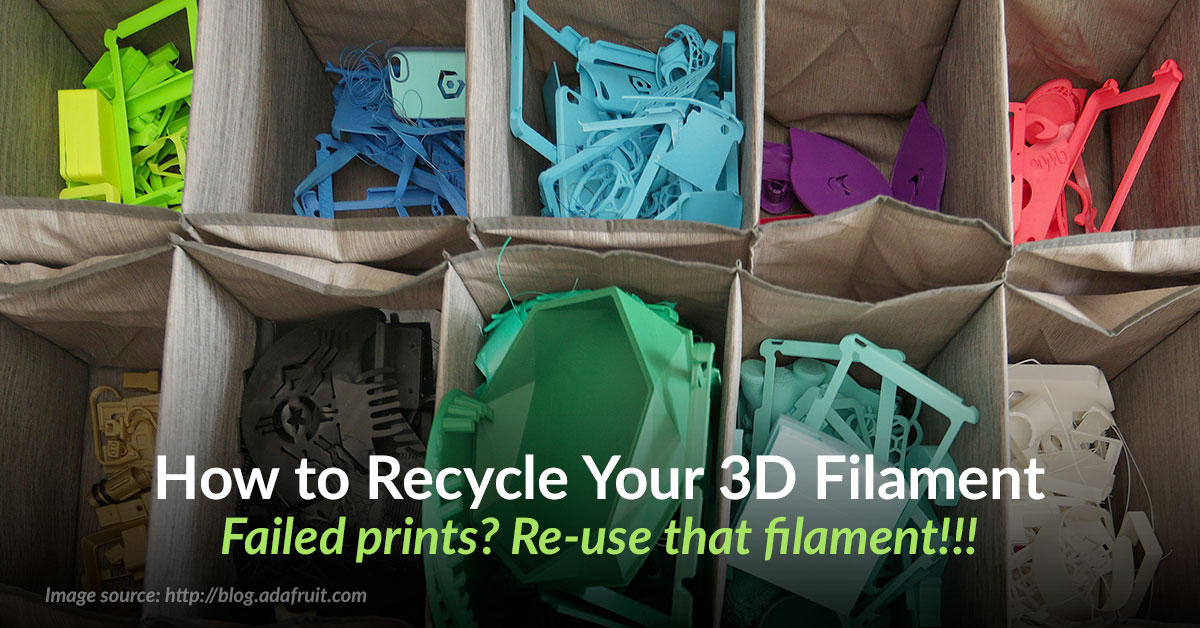 How to Recycle Your 3D Filament
Failed prints? Re-use that filament!!!
Image source: http://blog.adafruit.com